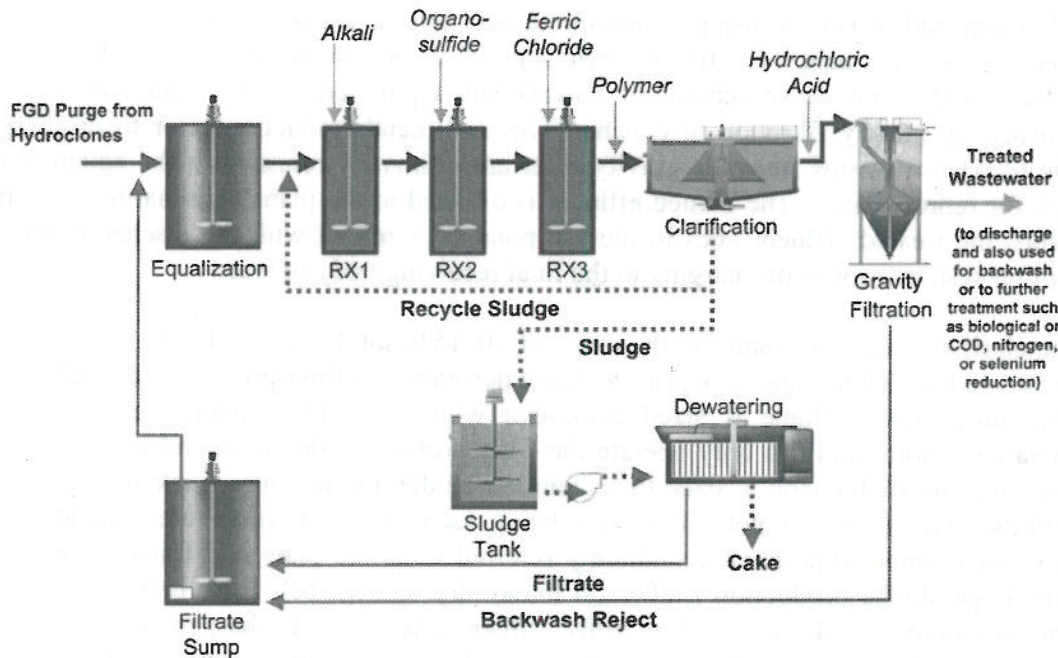 Alkali
Organo-
sulfide
Ferric
Chloride
Polymer
Hydrochloric
Acid
FGD Purge from
Hydroclones
Equalization
RX1
RX2
RX3
Clarification
Gravity
Filtration
Treated
Wastewater
(to discharge
and also used
for backwash
or to further
treatment such
as biological or
COD, nitrogen,
or selenium
reduction)
Recycle Sludge
Sludge
Sludge
Tank
Dewatering
Cake
Filtrate
Backwash Reject
Filtrate
Sump